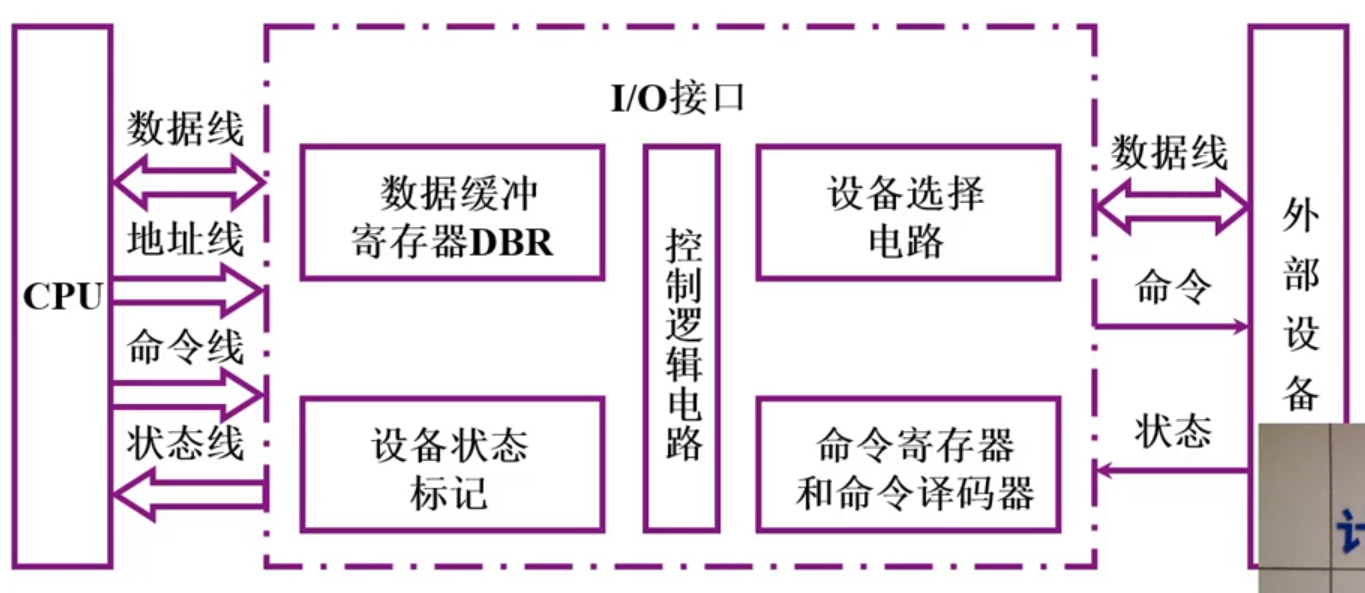 I/O接口
CPU
数据线
地址线
命令线
状态线
数据缓冲
寄存器DBR
设备状态
标记
控制逻辑电路
设备选择
电路
命令寄存器
和命令译码器
数据线
命令
状态
外部设备